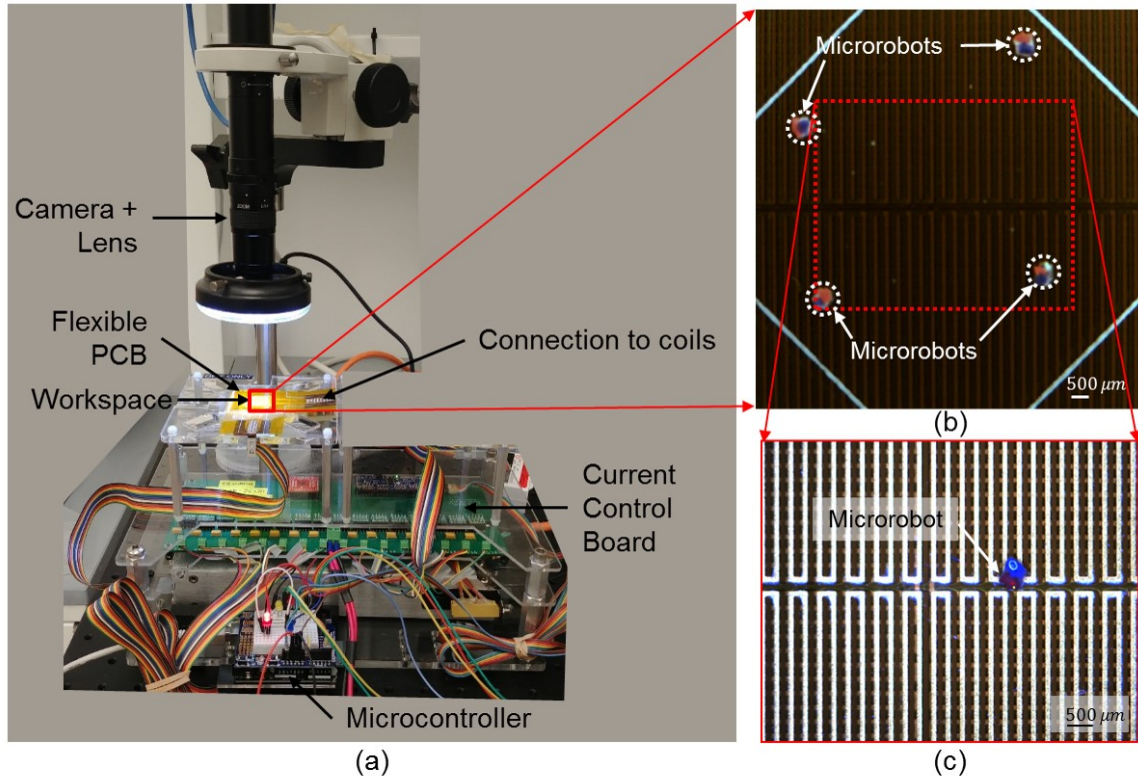 Camera +
Lens
Flexible
PCB
Workspace
Connection to coils
Current
Control
Board
Microcontroller
(a)
Microrobots
Microrobots
500 μm
(b)
Microrobot
500 μm
(c)